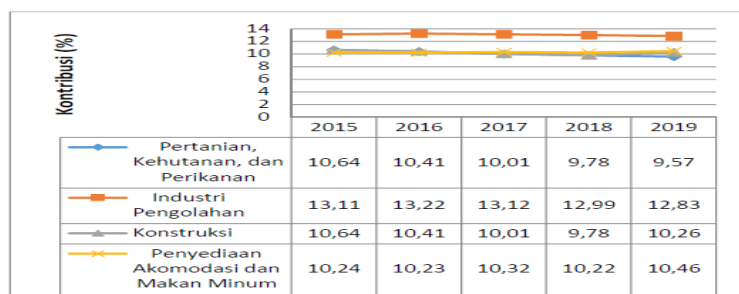 Kontribusi (%)
14
12
10
8
6
4
2
0
2015 2016 2017 2018 2019
Pertanian,
Kehutanan, dan
Perikanan
10,64 10,41 10,01 9,78 9,57
Industri
Pengolahan
13,11 13,22 13,12 12,99 12,83
Konstruksi 10,64 10,41 10,01 9,78 10,26
Penyediaan
Akomodasi dan
Makan Minum
10,24 10,23 10,32 10,22 10,46